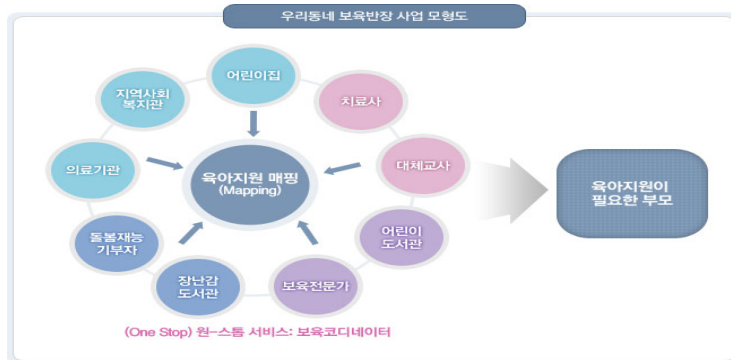 우리동네 보육반장 사업 모형도
어린이집
지역사회
복지관
치료사
의료기관
육아지원 매핑
(Mapping)
대체교사
육아지원이
필요한 부모
돌봄재능
기부자
어린이
도서관
장난감
도서관
보육전문가
(One Stop) 원-스톱 서비스: 보육코디네이터